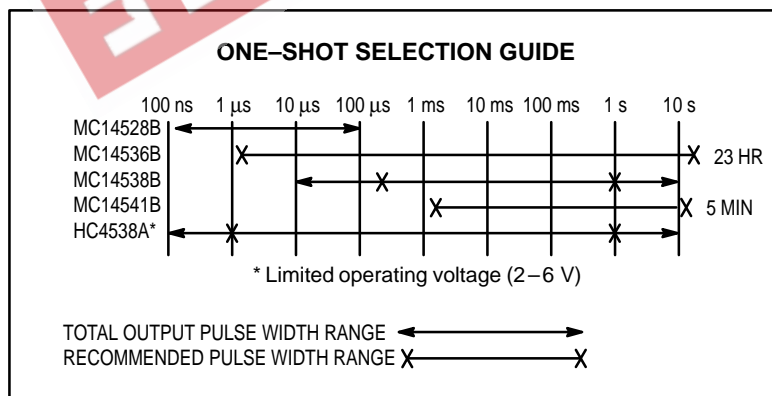 ONE–SHOT SELECTION GUIDE
100 ns 1 µs 10 µs 100 µs 1 ms 10 ms 100 ms 1 s 10 s
MC14528B
MC14536B 23 HR
MC14538B
MC14541B 5 MIN
HC4538A*
* Limited operating voltage (2–6 V)
TOTAL OUTPUT PULSE WIDTH RANGE
RECOMMENDED PULSE WIDTH RANGE